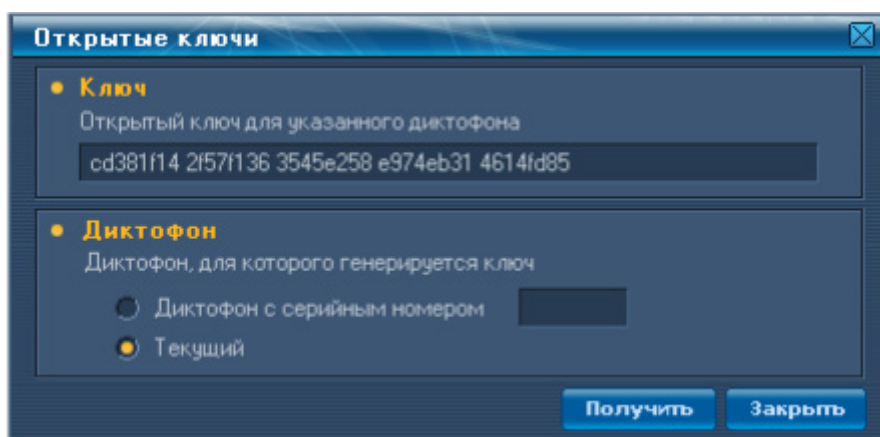 Открытые ключи
Ключ
Открытый ключ для указанного диктофона
cd381f14 2f57f136 3545e258 e974eb31 4614fd85
Диктофон
Диктофон, для которого генерируется ключ
Диктофон с серийным номером
Текущий
Получить Закрыть